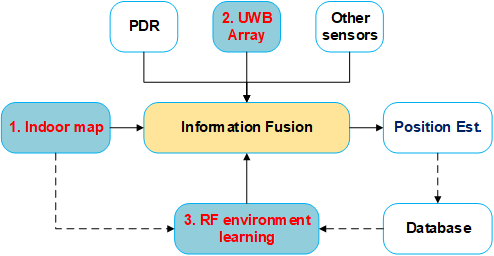 PDR
2. UWB
Array
Other
sensors
1. Indoor map
Information Fusion
Position Est.
3. RF environment
learning
Database